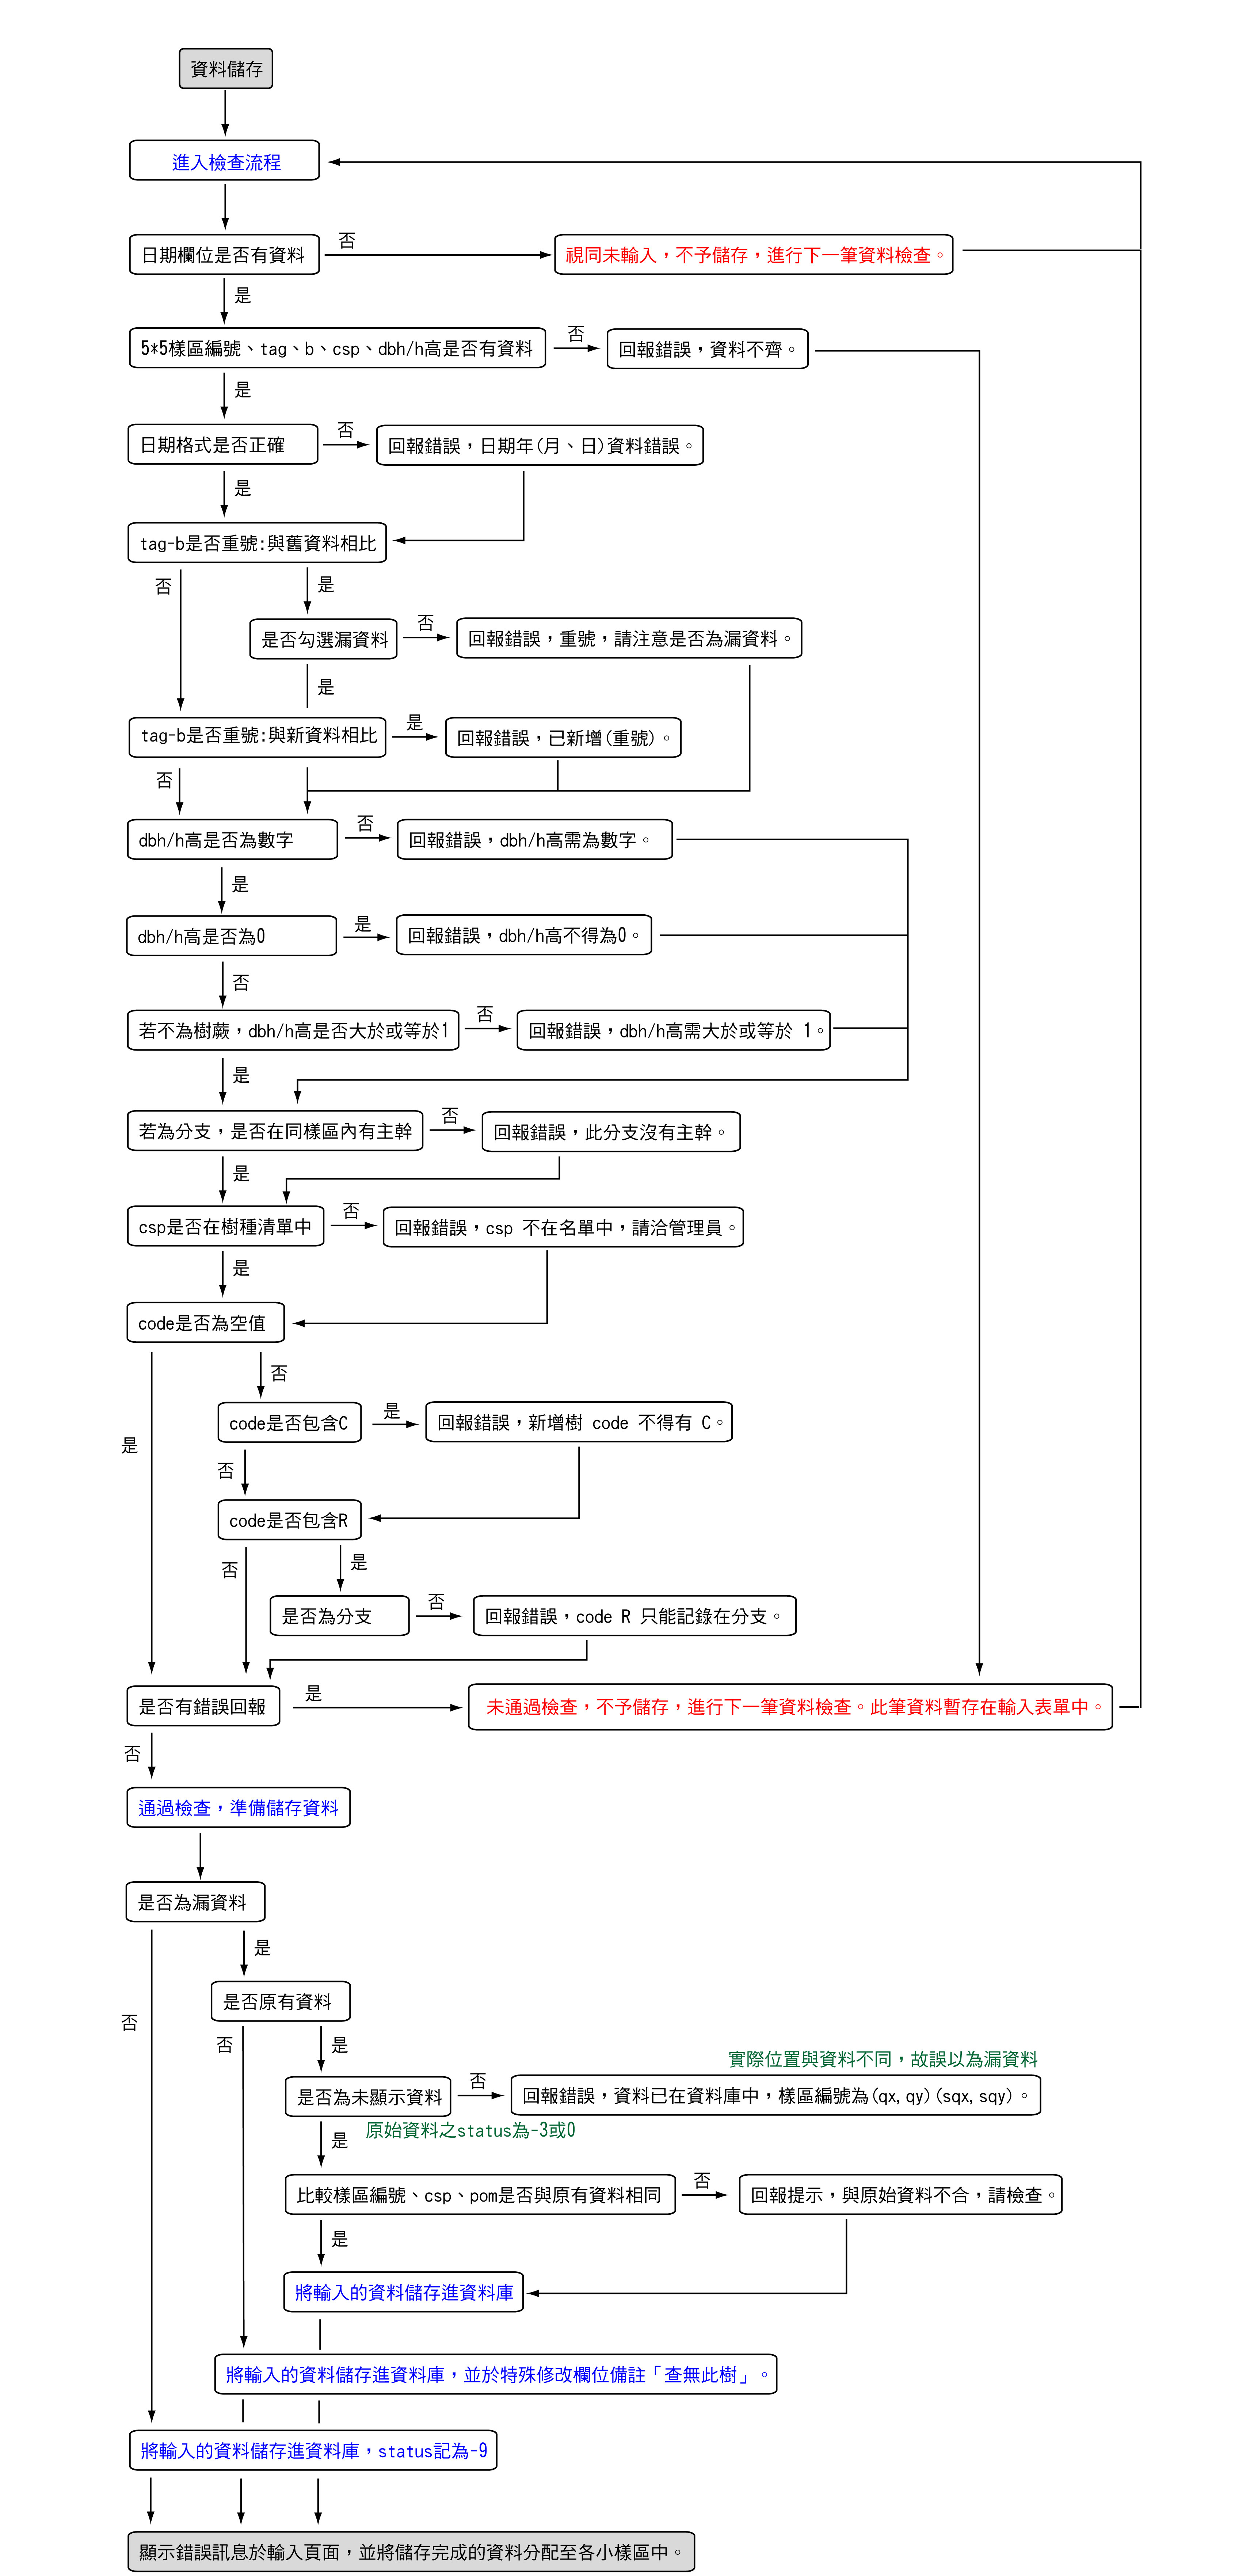 資料儲存
進入檢查流程
日期欄位是否有資料
否
視同未輸入，不予儲存，進行下一筆資料檢查。
是
5*5樣區編號、tag、b、csp、dbh/h高是否有資料
否
回報錯誤，資料不齊。
是
日期格式是否正確
否
回報錯誤，日期年(月、日)資料錯誤。
是
tag-b是否重號:與舊資料相比
否
是
是否勾選漏資料
否
回報錯誤，重號，請注意是否為漏資料。
是
tag-b是否重號:與新資料相比
是
回報錯誤，已新增(重號)。
否
dbh/h高是否為數字
否
回報錯誤，dbh/h高需為數字。
是
dbh/h高是否為0
是
回報錯誤，dbh/h高不得為0。
否
若不為樹蕨，dbh/h高是否大於或等於1
否
回報錯誤，dbh/h高需大於或等於 1。
是
若為分支，是否在同樣區內有主幹
否
回報錯誤，此分支沒有主幹。
是
csp是否在樹種清單中
否
回報錯誤，csp 不在名單中，請洽管理員。
是
code是否為空值
否
code是否包含C
是
回報錯誤，新增樹 code 不得有 C。
是
否
code是否包含R
否
是
是否為分支
否
回報錯誤，code R 只能記錄在分支。
是否有錯誤回報
是
未通過檢查，不予儲存，進行下一筆資料檢查。此筆資料暫存在輸入表單中。
否
通過檢查，準備儲存資料
是否為漏資料
是
是否原有資料
否
否
是
實際位置與資料不同，故誤以為漏資料
是否為未顯示資料
否
回報錯誤，資料已在資料庫中，樣區編號為(qx,qy)(sqx,sqy)。
是
原始資料之status為-3或0
比較樣區編號、csp、pom是否與原有資料相同
否
回報提示，與原始資料不合，請檢查。
是
將輸入的資料儲存進資料庫
將輸入的資料儲存進資料庫，並於特殊修改欄位備註「查無此樹」。
將輸入的資料儲存進資料庫，status記為-9
顯示錯誤訊息於輸入頁面，並將儲存完成的資料分配至各小樣區中。